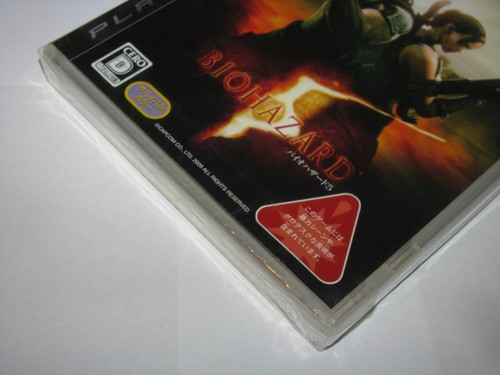 PLA
CERO
D
BIOHAZARD
5
バイオハザード5
©CAPCOM CO., LTD. 2009 ALL RIGHTS RESERVED.
このゲームには
暴力シーンや
グロテスクな表現が
含まれています。